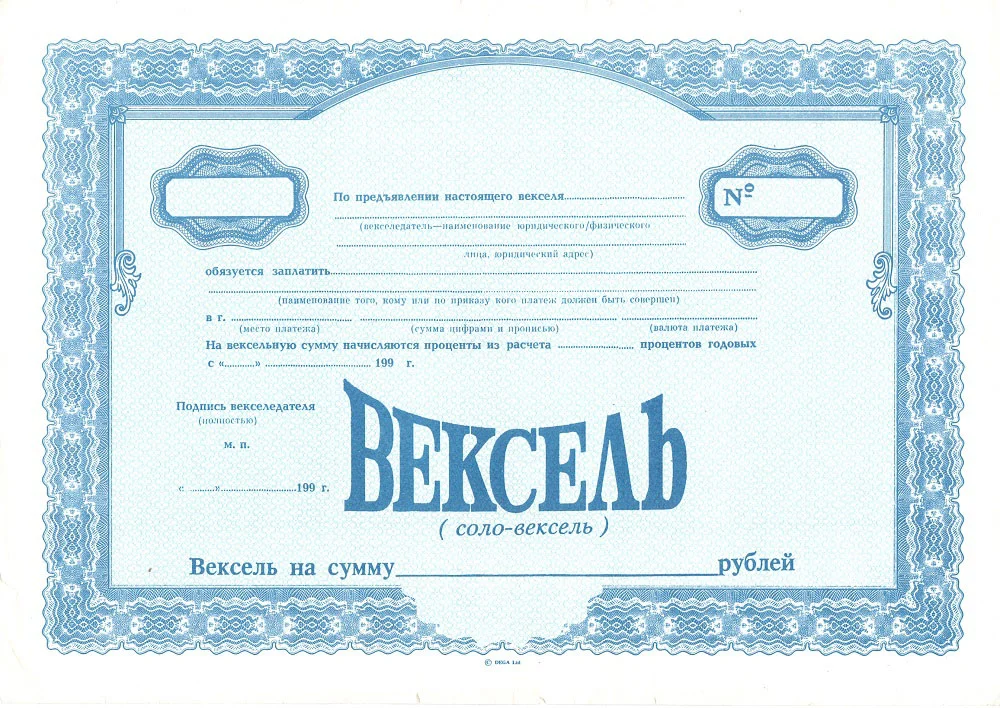 По предъявлении настоящего векселя
№
(векселедатель—наименование юридического/физического
лица, юридический адрес)
обязуется заплатить
(наименование того, кому или по приказу кого платеж должен быть совершен)
в г.
(место платежа) (сумма цифрами и прописью) (валюта платежа)
На вексельную сумму начисляются проценты из расчета процентов годовых
с «...........» 199 г.
Подпись векселедателя
(полностью)
м. п.
« ..........» 199 г.
ВЕКСЕЛЬ
( соло-вексель )
Вексель на сумму____________рублей
© DEGA Ltd